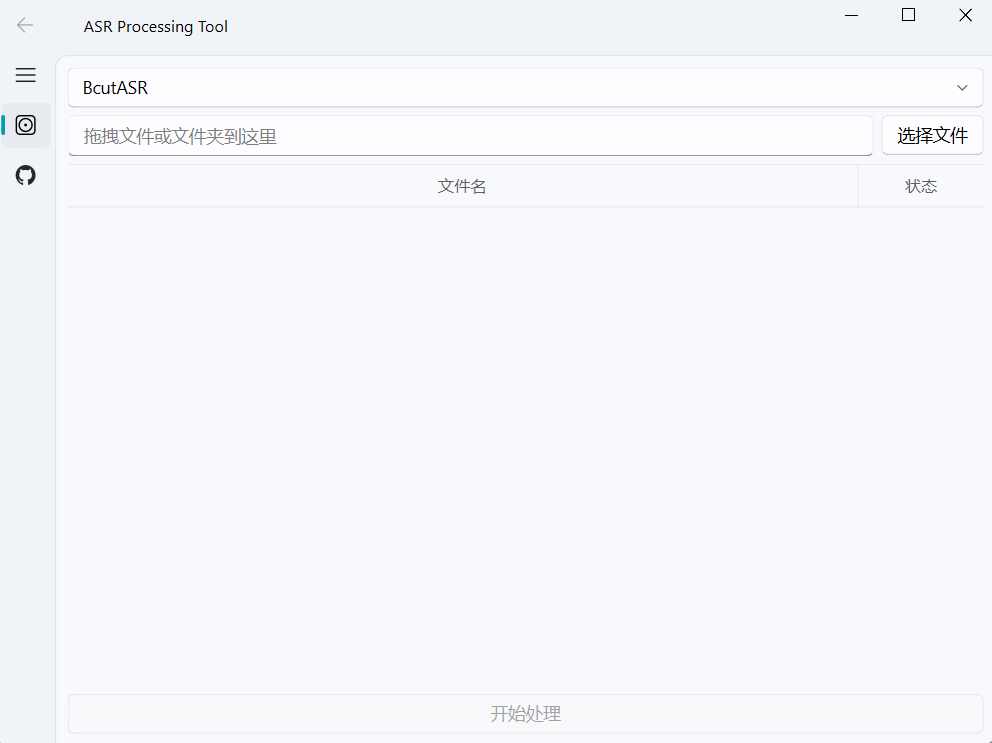 ASR Processing Tool
BcutASR
拖拽文件或文件夹到这里
选择文件
文件名
状态
开始处理